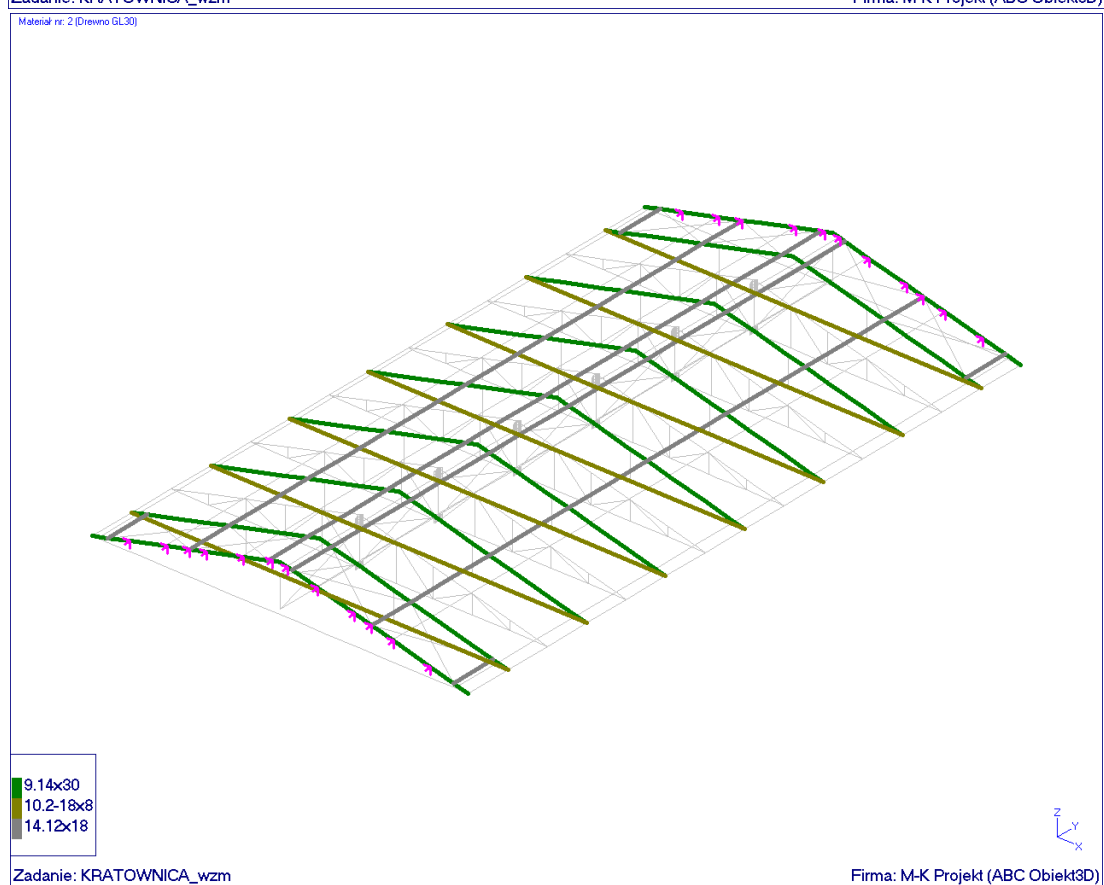 Zadanie: KRATOWNICA_wzm
Firma: M-K Projekt (ABC Obiekt3D)
Materiał nr: 2 (Drewno GL30)
9.14x30
10.2-18x8
14.12x18
Z
Y
X
Zadanie: KRATOWNICA_wzm
Firma: M-K Projekt (ABC Obiekt3D)